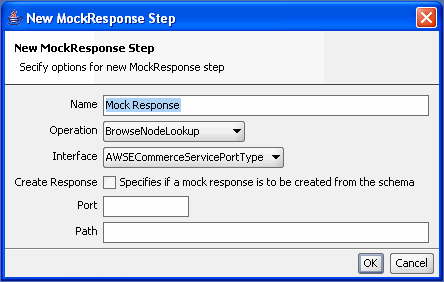 New MockResponse Step
New MockResponse Step
Secify options for new MockResponse step
Name Mock Response
Operation BrowseNodeLookup
Interface AWSECommerceServicePortType
Create Response Specifies if a mock response is to be created from the schema
Port
Path
OK Cancel